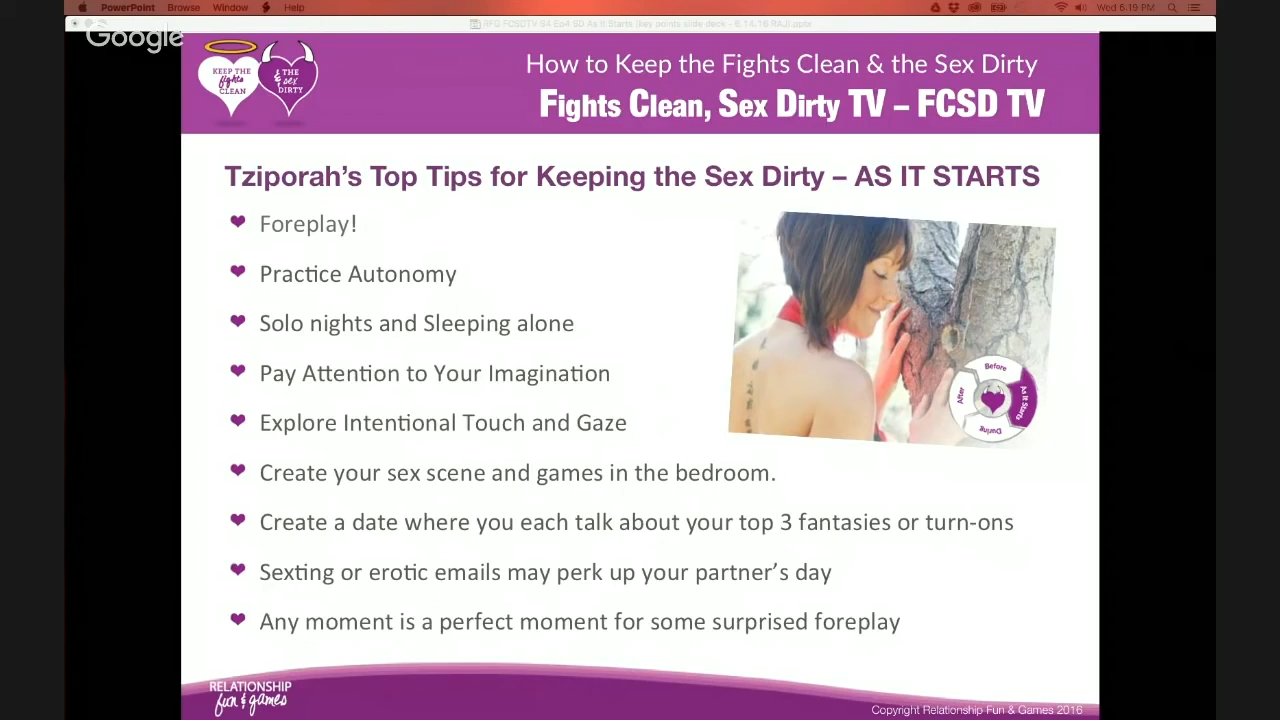 PowerPoint Browse Window Help
Wed 6:19 PM
Google
KEEP THE
fights
CLEAN
& THE
sex
DIRTY
How to Keep the Fights Clean & the Sex Dirty
Fights Clean, Sex Dirty TV – FCSD TV
Tziporah's Top Tips for Keeping the Sex Dirty – AS IT STARTS
Foreplay!
Practice Autonomy
Solo nights and Sleeping alone
Pay Attention to Your Imagination
Explore Intentional Touch and Gaze
Create your sex scene and games in the bedroom.
Create a date where you each talk about your top 3 fantasies or turn-ons
Sexting or erotic emails may perk up your partner's day
Any moment is a perfect moment for some surprised foreplay
Before
As It Starts
During
After
RELATIONSHIP
fun & games
Copyright Relationship Fun & Games 2016